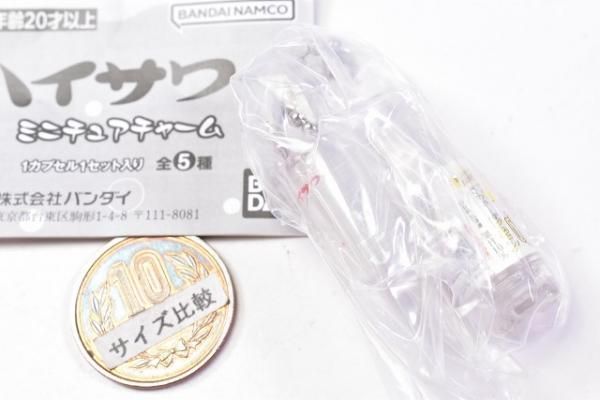 年齢20才以上
BANDAI NAMCO
ハイサワ
ミニチュアチャーム
1カプセル1セット入り 全5種
株式会社バンダイ
東京都台東区駒形1-4-8 〒111-8081
10
サイズ比較